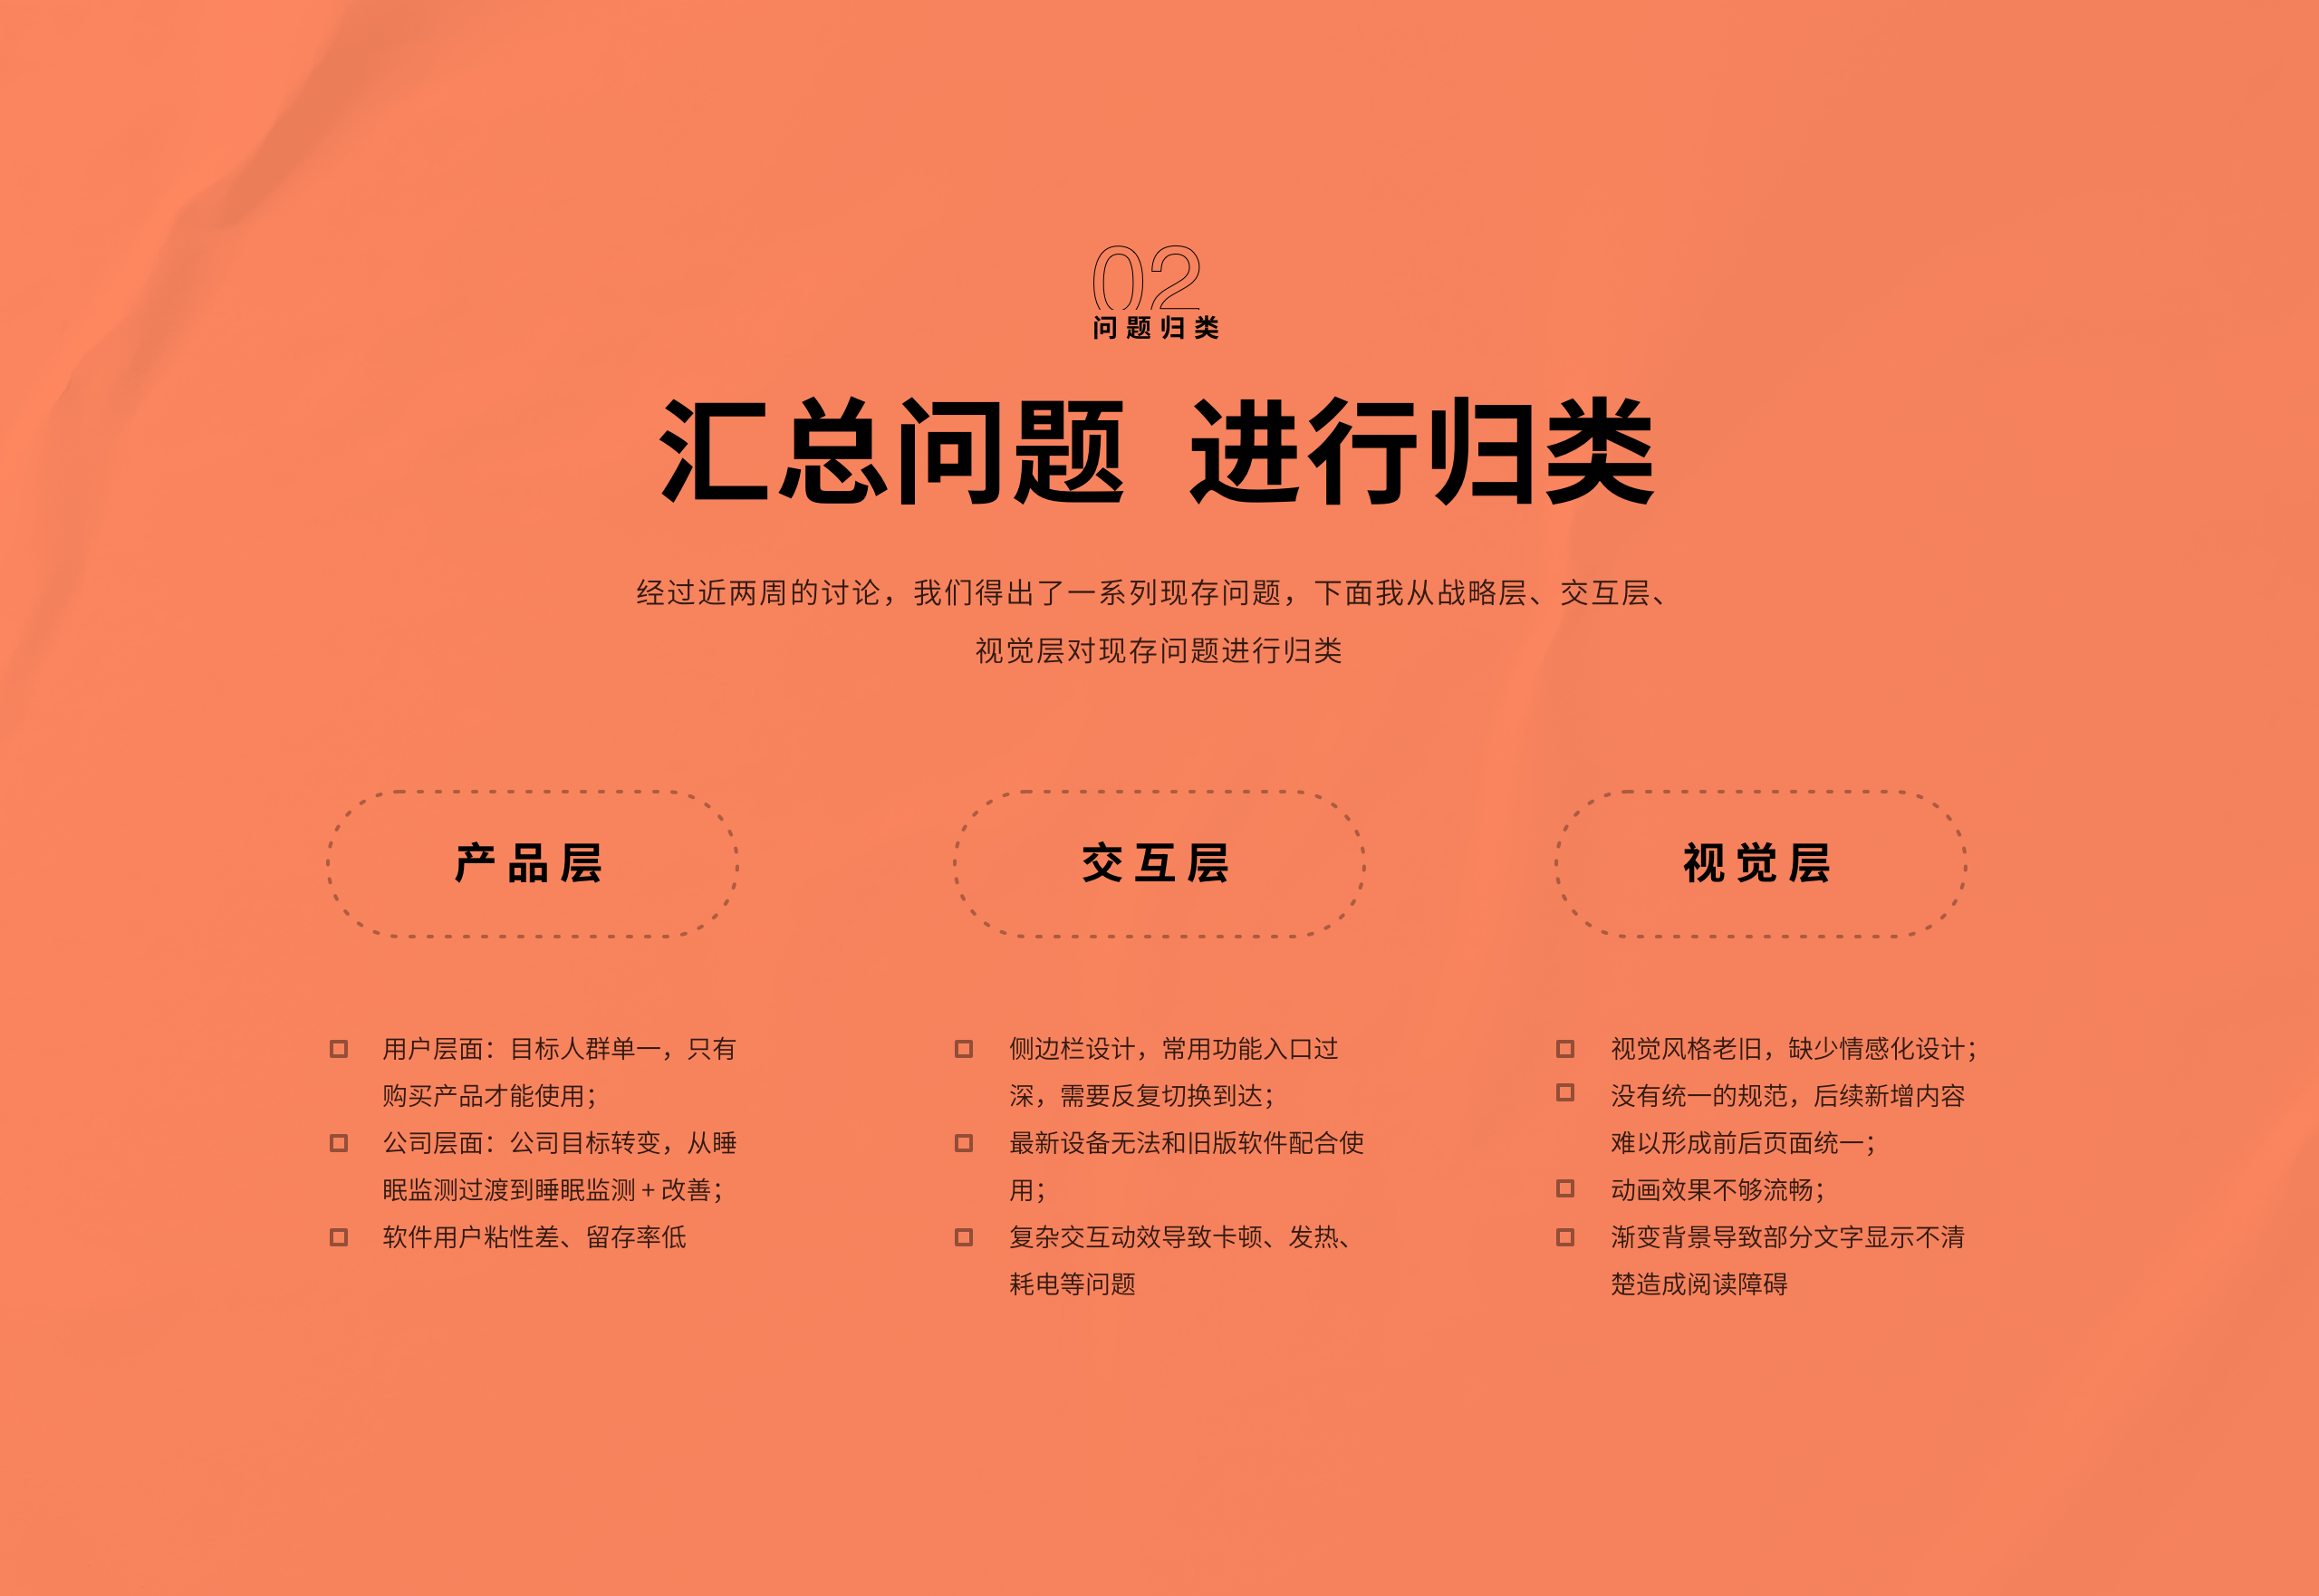 02
问题归类
汇总问题 进行归类
经过近两周的讨论，我们得出了一系列现存问题，下面我从战略层、交互层、
视觉层对现存问题进行归类
产品层
用户层面：目标人群单一，只有
购买产品才能使用；
公司层面：公司目标转变，从睡
眠监测过渡到睡眠监测 + 改善；
软件用户粘性差、留存率低
交互层
侧边栏设计，常用功能入口过
深，需要反复切换到达；
最新设备无法和旧版软件配合使
用；
复杂交互动效导致卡顿、发热、
耗电等问题
视觉层
视觉风格老旧，缺少情感化设计；
没有统一的规范，后续新增内容
难以形成前后页面统一；
动画效果不够流畅；
渐变背景导致部分文字显示不清
楚造成阅读障碍